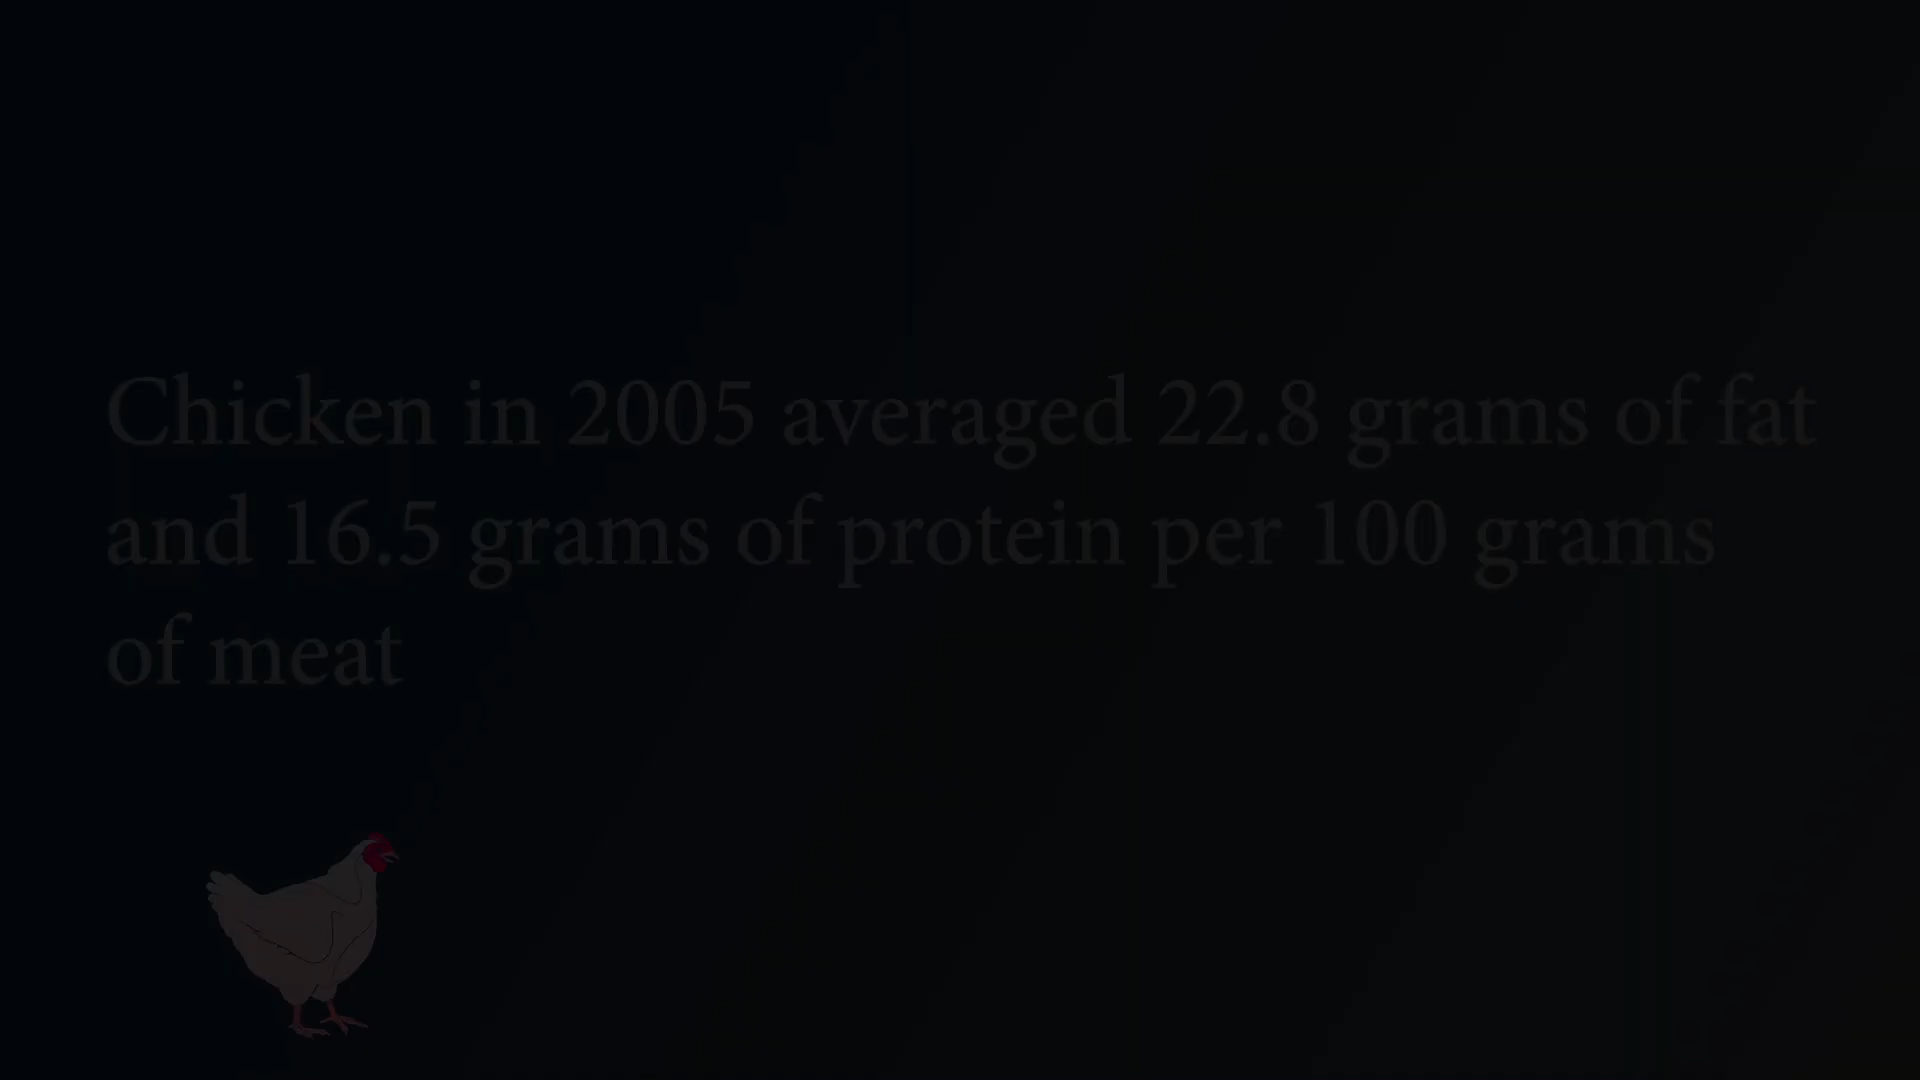 Chicken in 2005 averaged 22.8 grams of fat
and 16.5 grams of protein per 100 grams
of meat